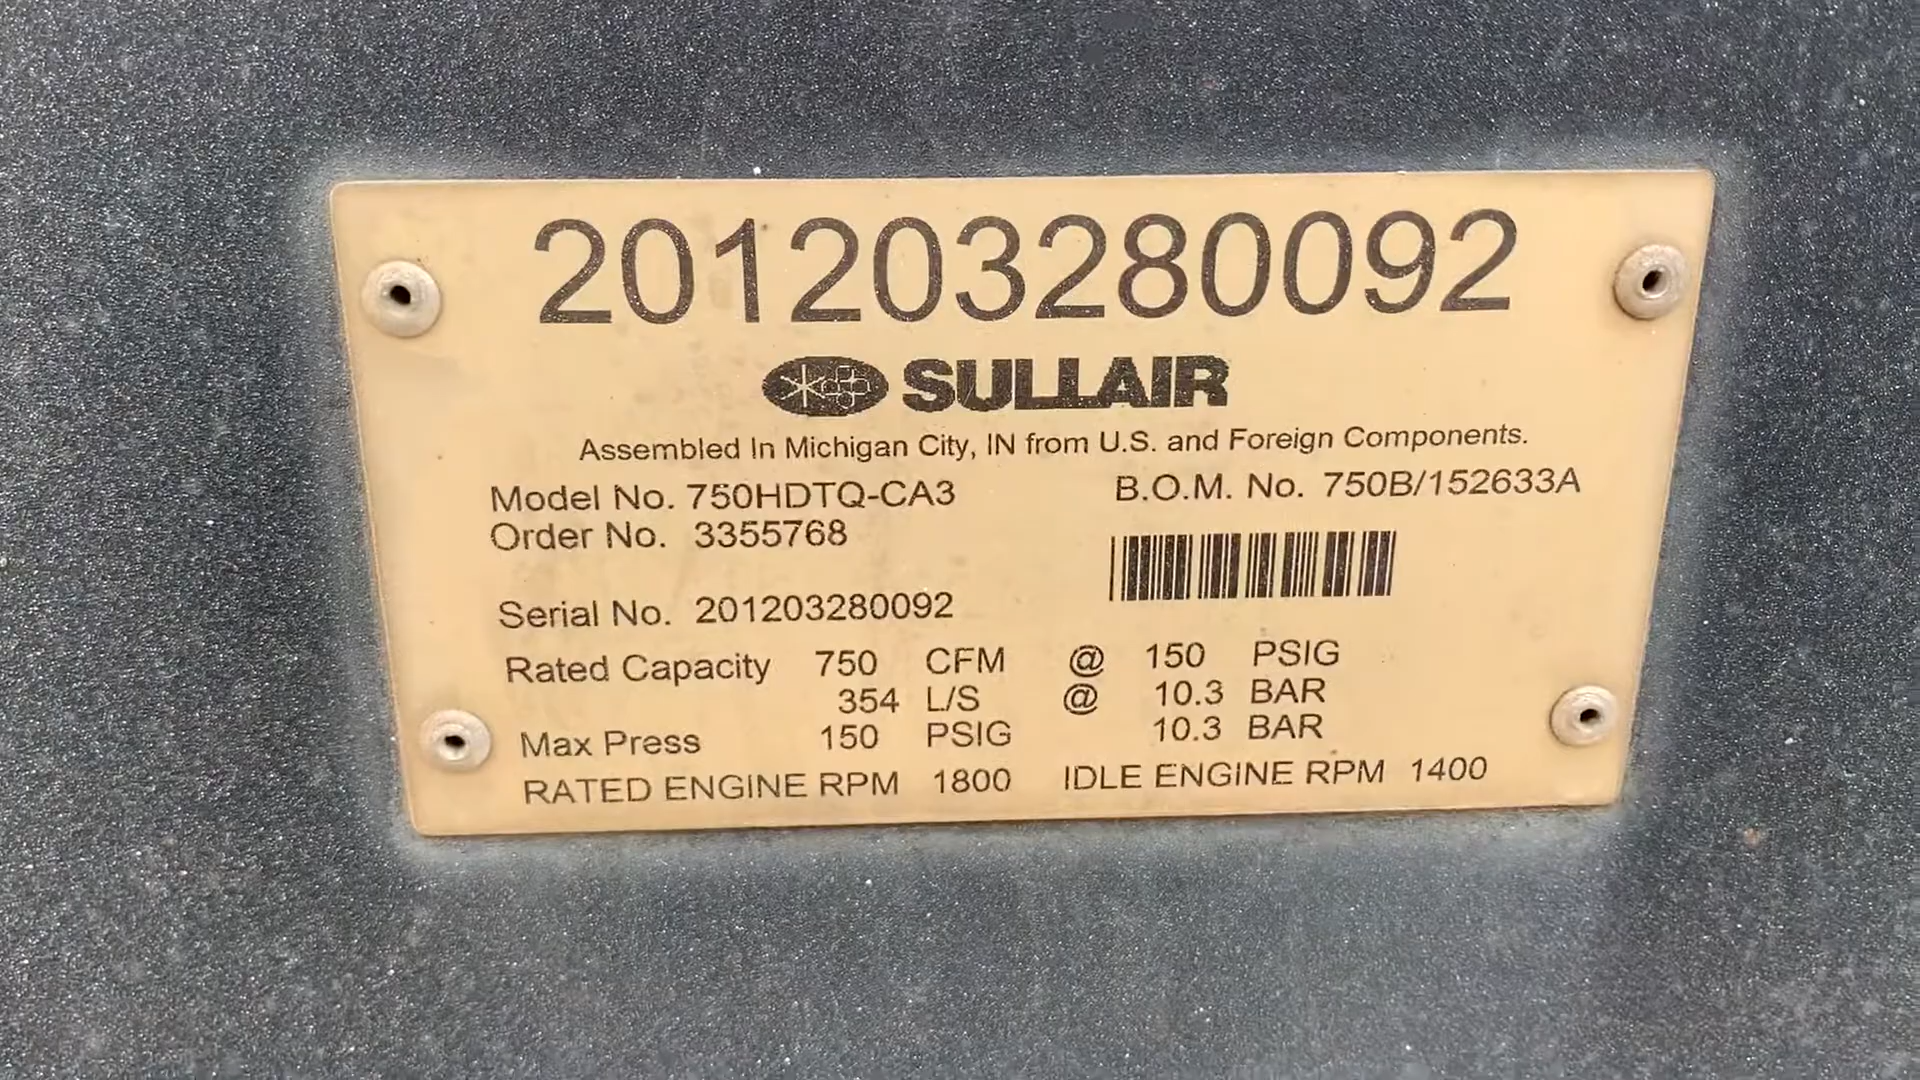 201203280092
SULLAIR
Assembled In Michigan City, IN from U.S. and Foreign Components.
Model No. 750HDTQ-CA3 B.O.M. No. 750B/152633A
Order No. 3355768
Serial No. 201203280092
Rated Capacity 750 CFM @ 150 PSIG
354 L/S @ 10.3 BAR
Max Press 150 PSIG 10.3 BAR
RATED ENGINE RPM 1800 IDLE ENGINE RPM 1400